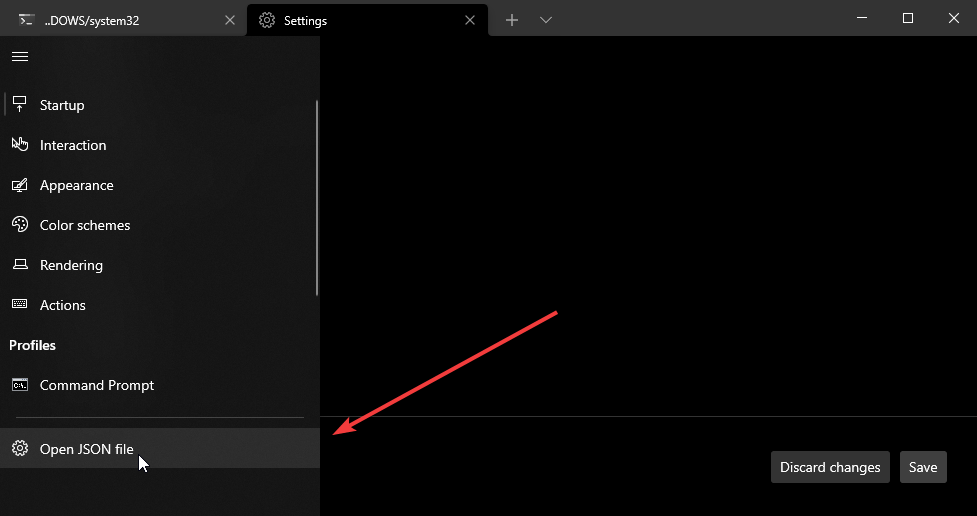 ..DOWS/system32
Settings
Startup
Interaction
Appearance
Color schemes
Rendering
Actions
Profiles
Command Prompt
Open JSON file
Discard changes
Save